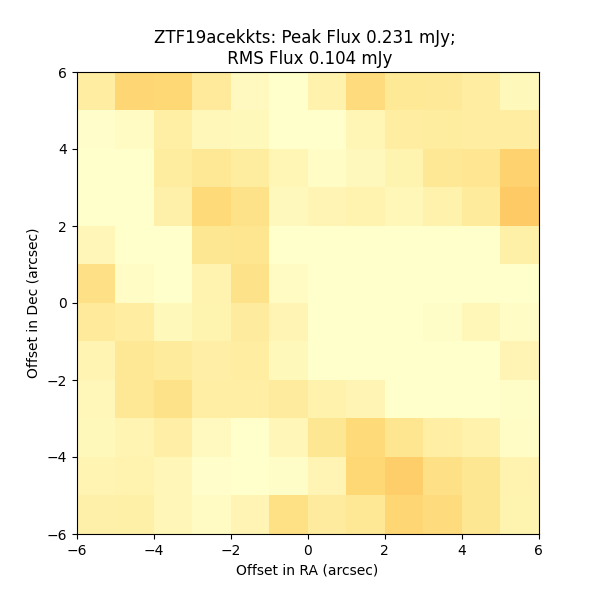 ZTF19acekkts: Peak Flux 0.231 mJy;
RMS Flux 0.104 mJy
6
4
2
0
−2
−4
−6
Offset in Dec (arcsec)
−6 −4 −2 0 2 4 6
Offset in RA (arcsec)